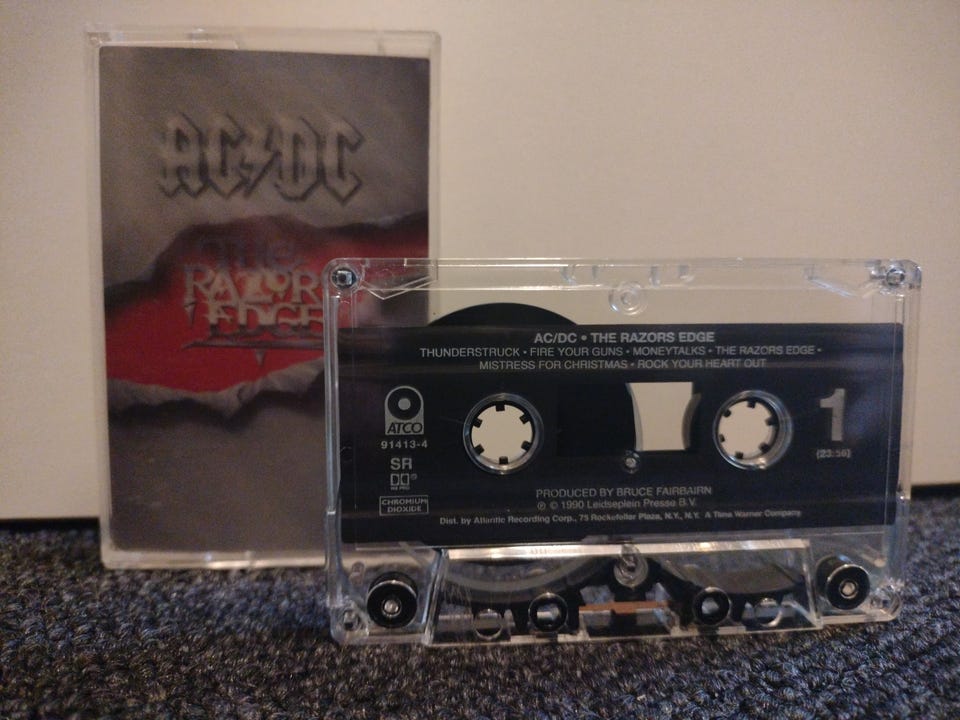 AC/DC
THE
RAZORS
EDGE
AC/DC • THE RAZORS EDGE
THUNDERSTRUCK • FIRE YOUR GUNS • MONEYTALKS • THE RAZORS EDGE •
MISTRESS FOR CHRISTMAS • ROCK YOUR HEART OUT
ATCO
91413-4
SR
HX PRO
CHROMIUM
DIOXIDE
1
(23:56)
PRODUCED BY BRUCE FAIRBAIRN
℗ © 1990 Leidseplein Presse B.V.
Dist. by Atlantic Recording Corp., 75 Rockefeller Plaza, N.Y., N.Y. A Time Warner Company